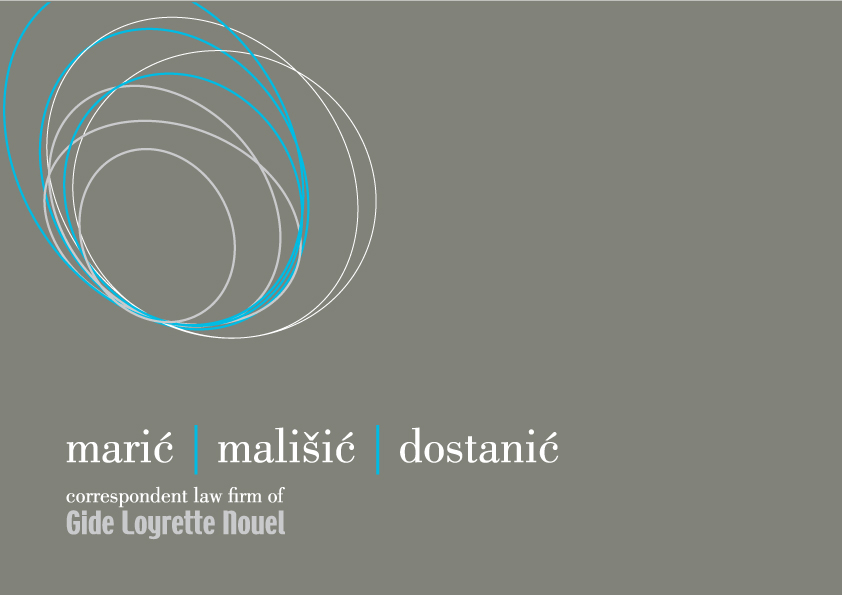 marić | mališić | dostanić
correspondent law firm of
Gide Loyrette Nouel